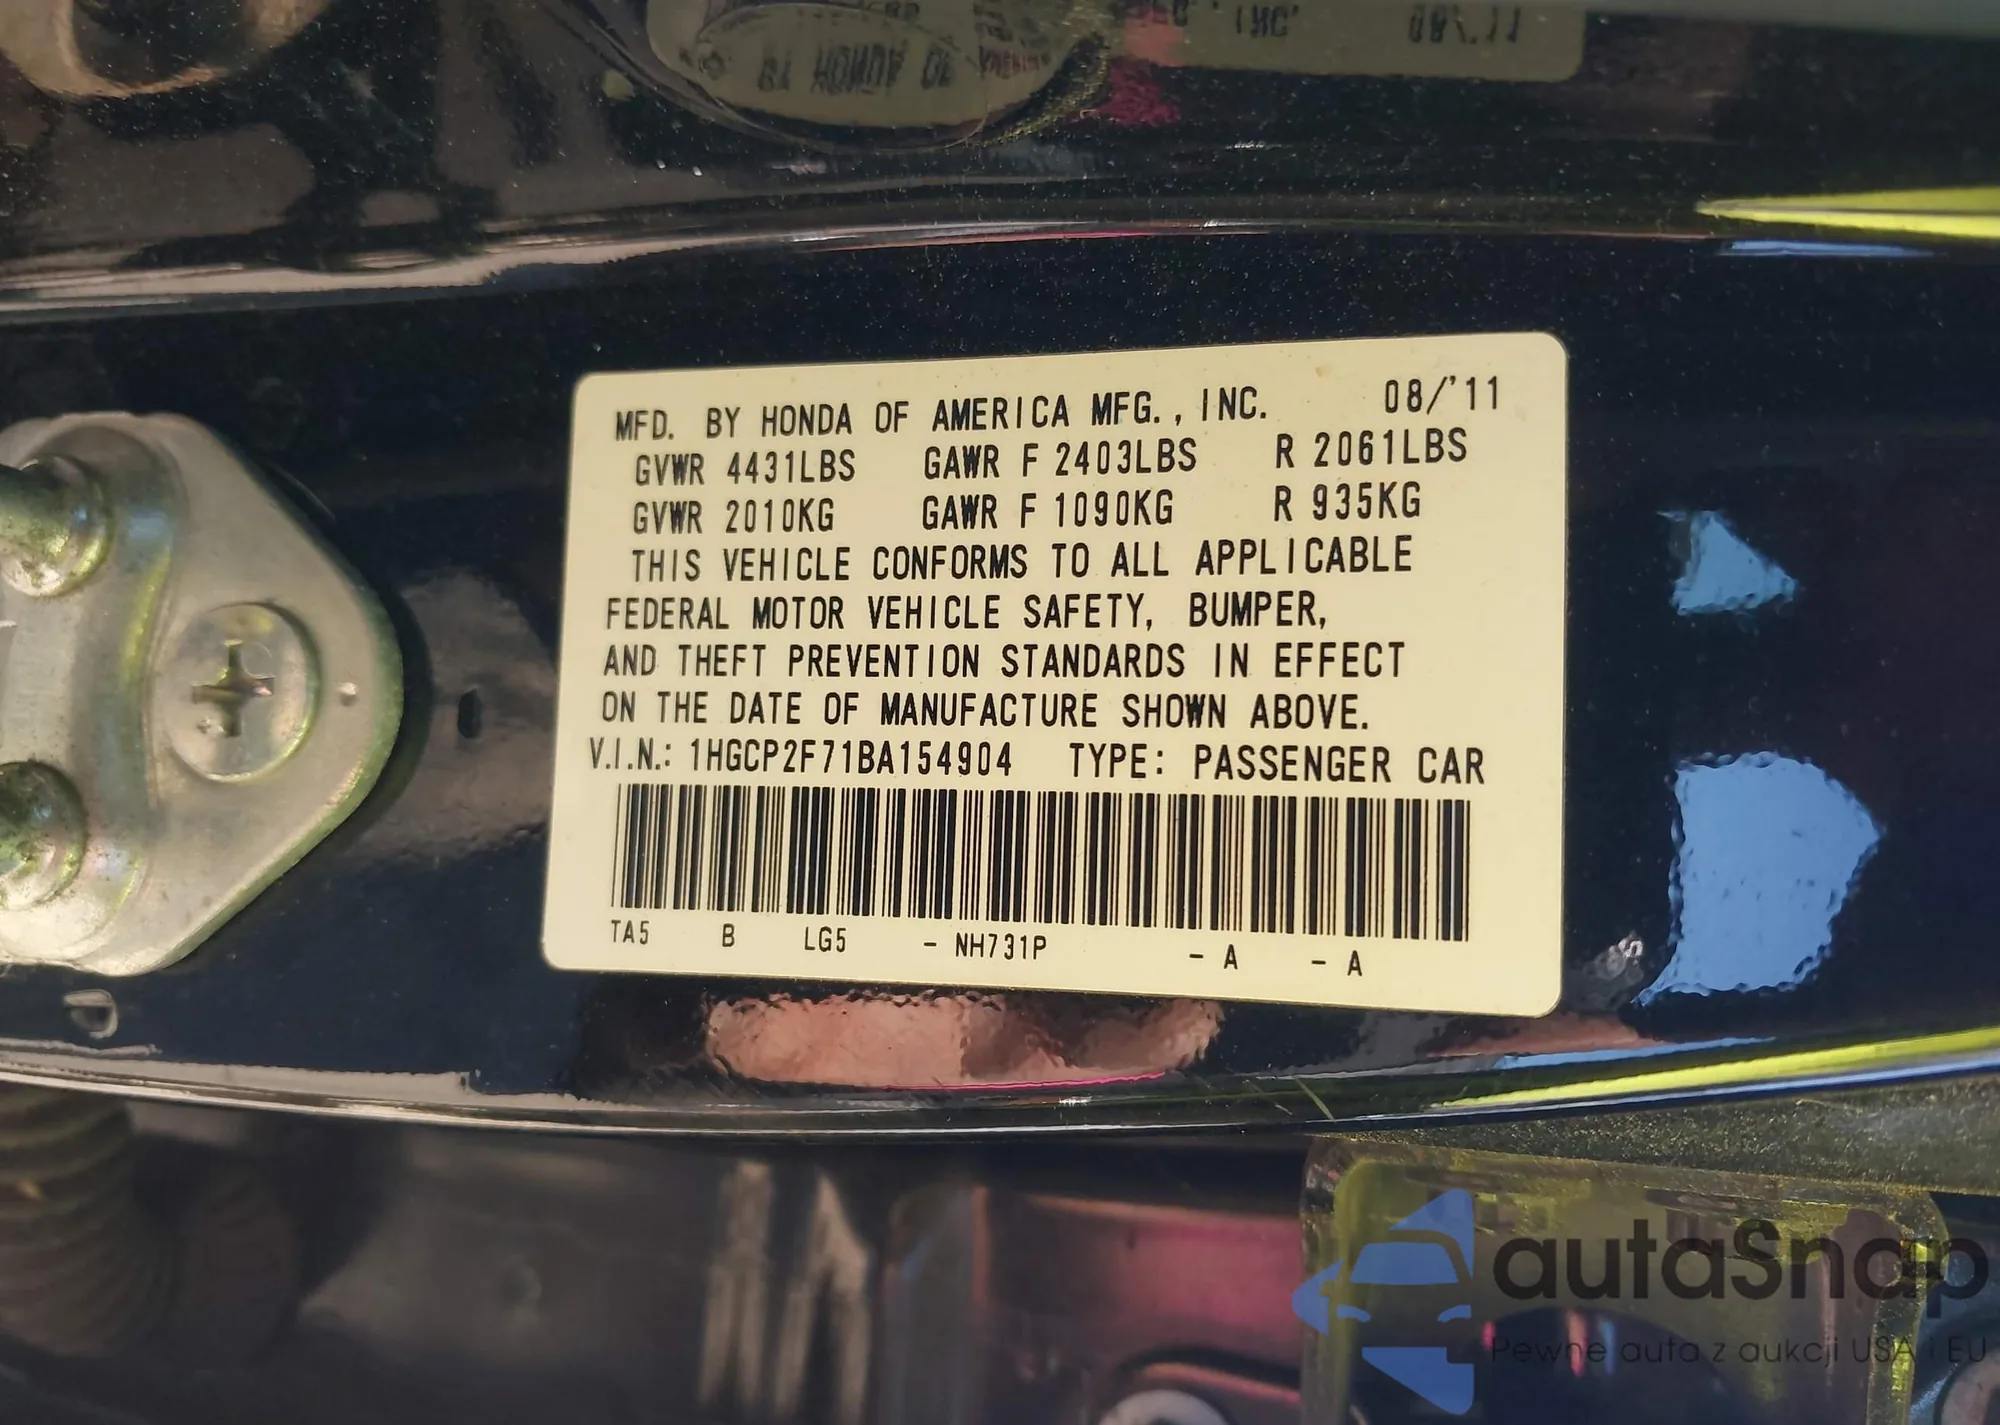 MFD. BY HONDA OF AMERICA MFG., INC. 08/'11
GVWR 4431LBS GAWR F 2403LBS R 2061LBS
GVWR 2010KG GAWR F 1090KG R 935KG
THIS VEHICLE CONFORMS TO ALL APPLICABLE
FEDERAL MOTOR VEHICLE SAFETY, BUMPER,
AND THEFT PREVENTION STANDARDS IN EFFECT
ON THE DATE OF MANUFACTURE SHOWN ABOVE.
V.I.N.: 1HGCP2F71BA154904 TYPE: PASSENGER CAR
TA5 B LG5 - NH731P - A - A
autaSnap
Pewne auta z aukcji USA i EU